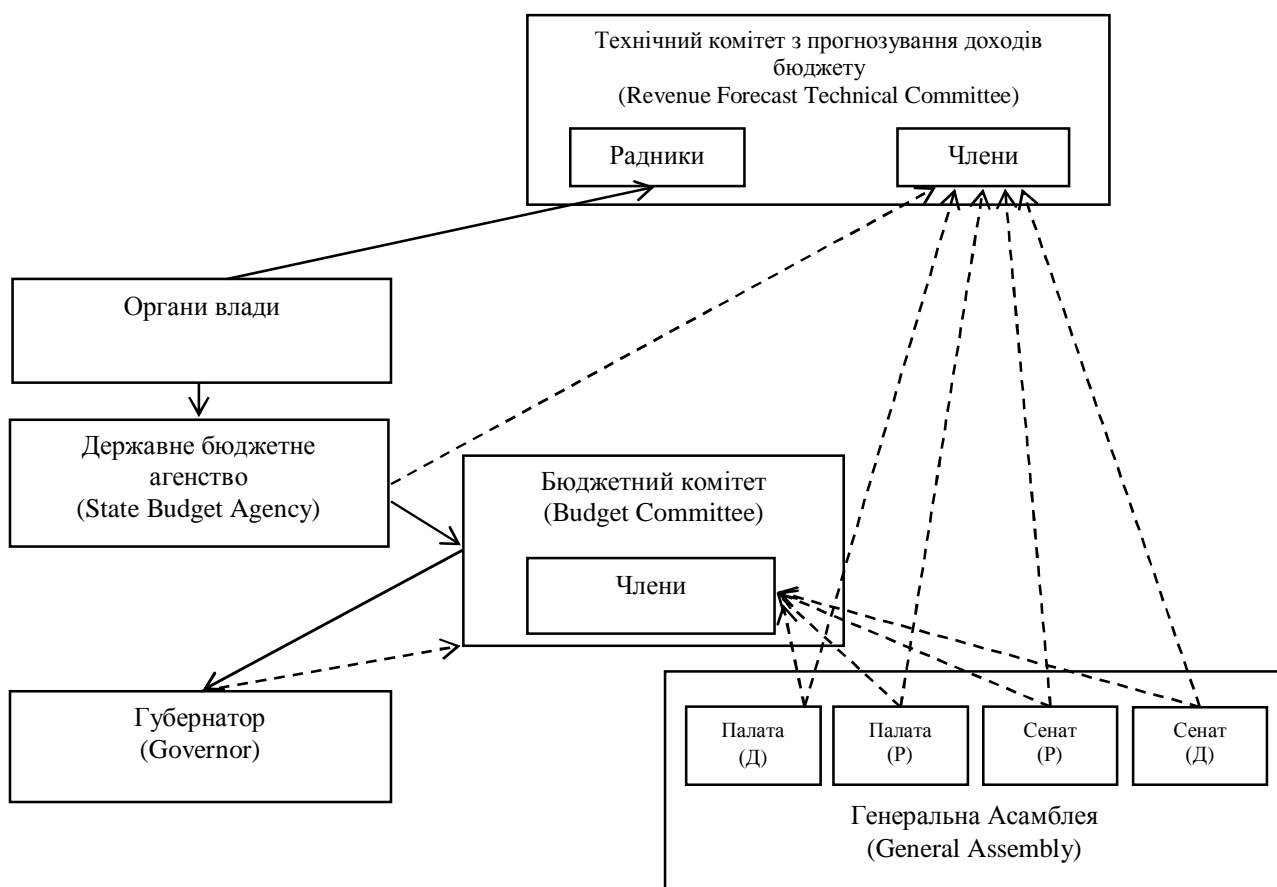 Технічний комітет з прогнозування доходів
бюджету
(Revenue Forecast Technical Committee)
Радники
Члени
Органи влади
Державне бюджетне
агенство
(State Budget Agency)
Бюджетний комітет
(Budget Committee)
Члени
Губернатор
(Governor)
Палата
(Д)
Палата
(Р)
Сенат
(Р)
Сенат
(Д)
Генеральна Асамблея
(General Assembly)